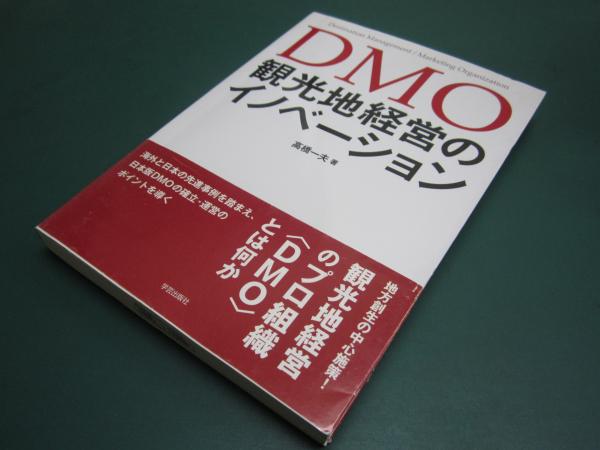 Destination Management / Marketing Organization
DMO
観光地経営の
イノベーション
高橋一夫 著
地方創生の中心施策!
観光地経営
のプロ組織
〈DMO〉
とは何か
海外と日本の先進事例を踏まえ、
日本版DMOの確立・運営の
ポイントを導く
学芸出版社